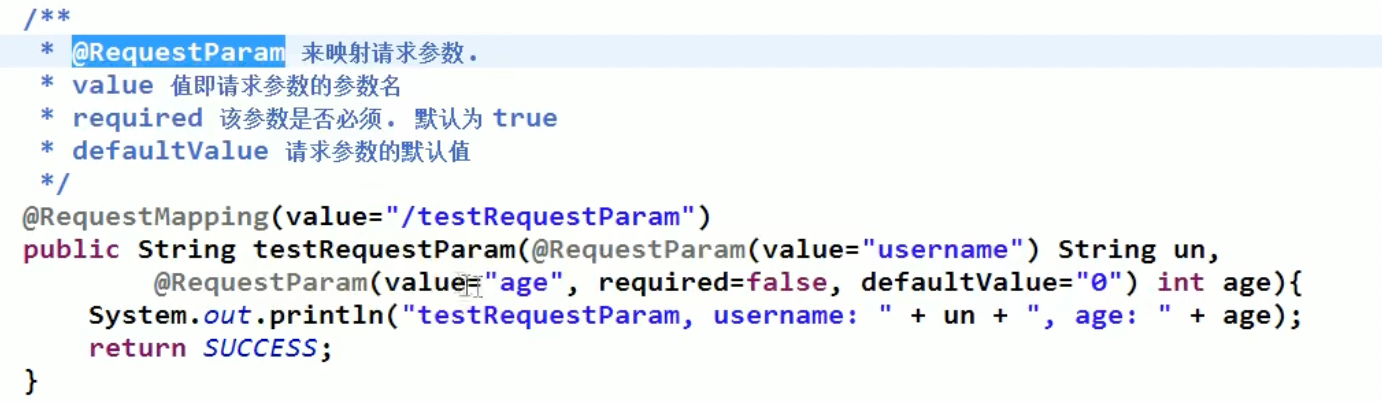 /**
 * @RequestParam 来映射请求参数.
 * value 值即请求参数的参数名
 * required 该参数是否必须. 默认为 true
 * defaultValue 请求参数的默认值
 */
@RequestMapping(value="/testRequestParam")
public String testRequestParam(@RequestParam(value="username") String un,
        @RequestParam(value="age", required=false, defaultValue="0") int age){
    System.out.println("testRequestParam, username: " + un + ", age: " + age);
    return SUCCESS;
}